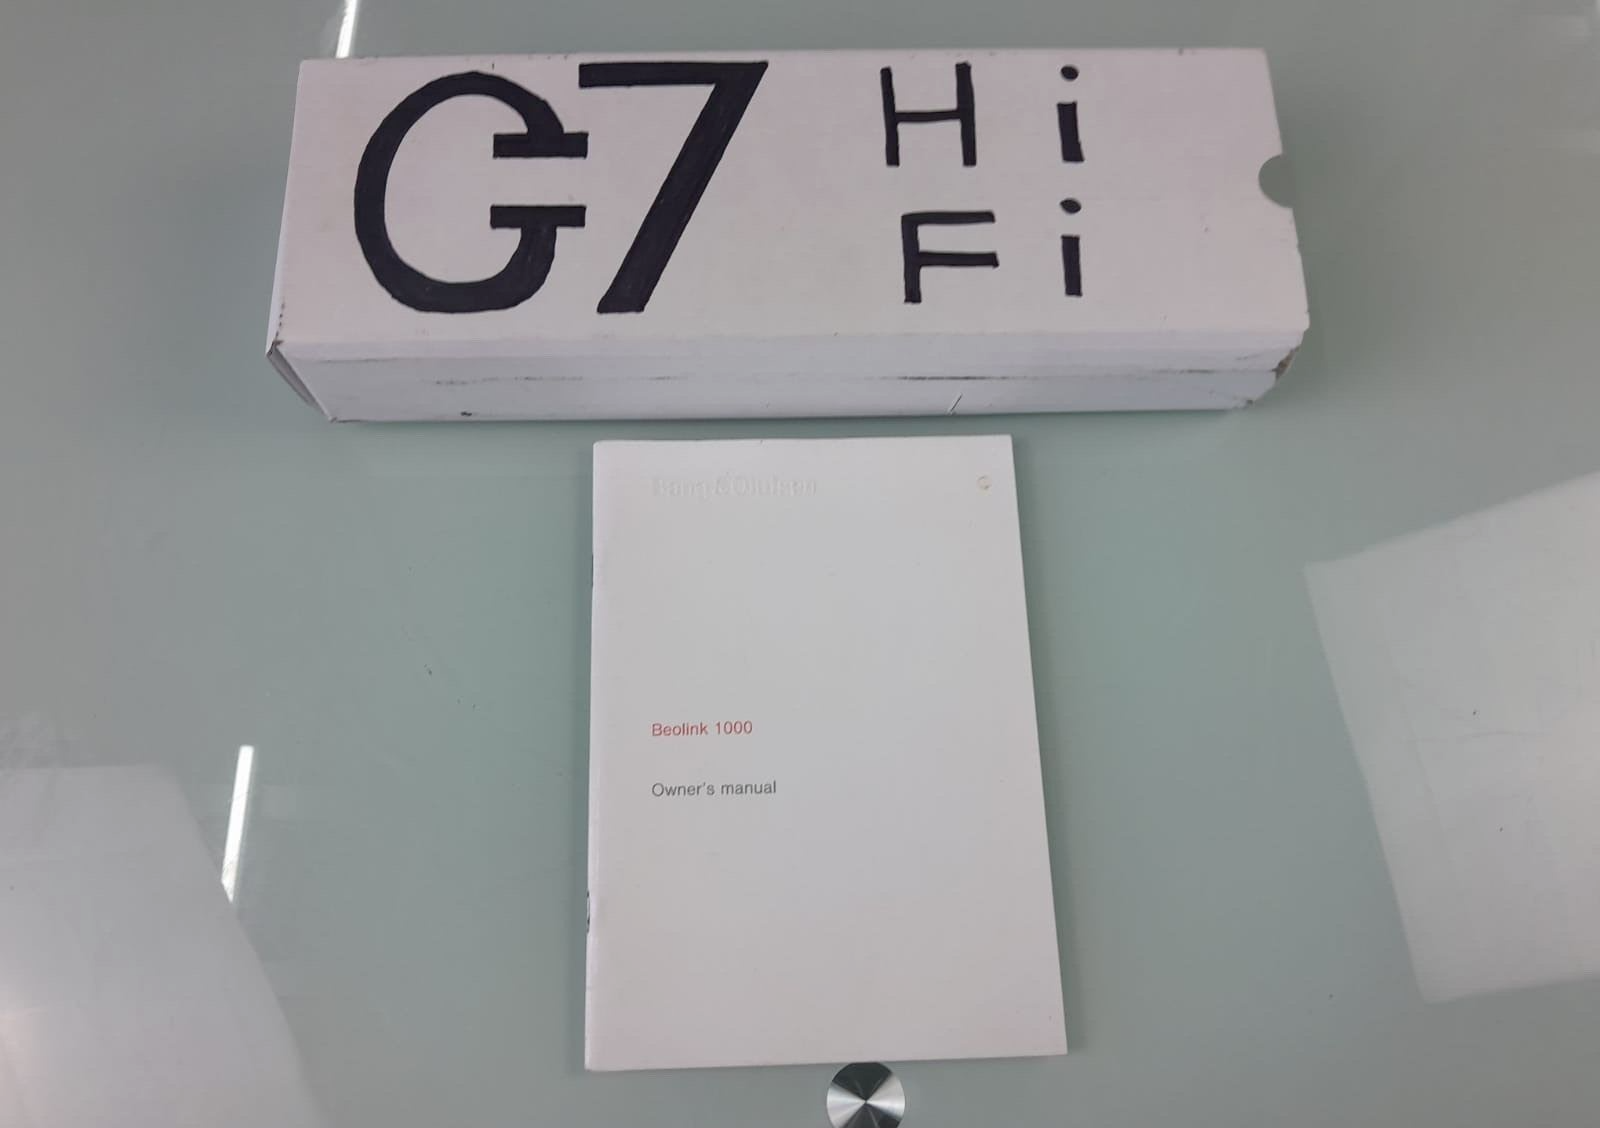 G7
Hi
Fi
Bang & Olufsen
Beolink 1000
Owner's manual